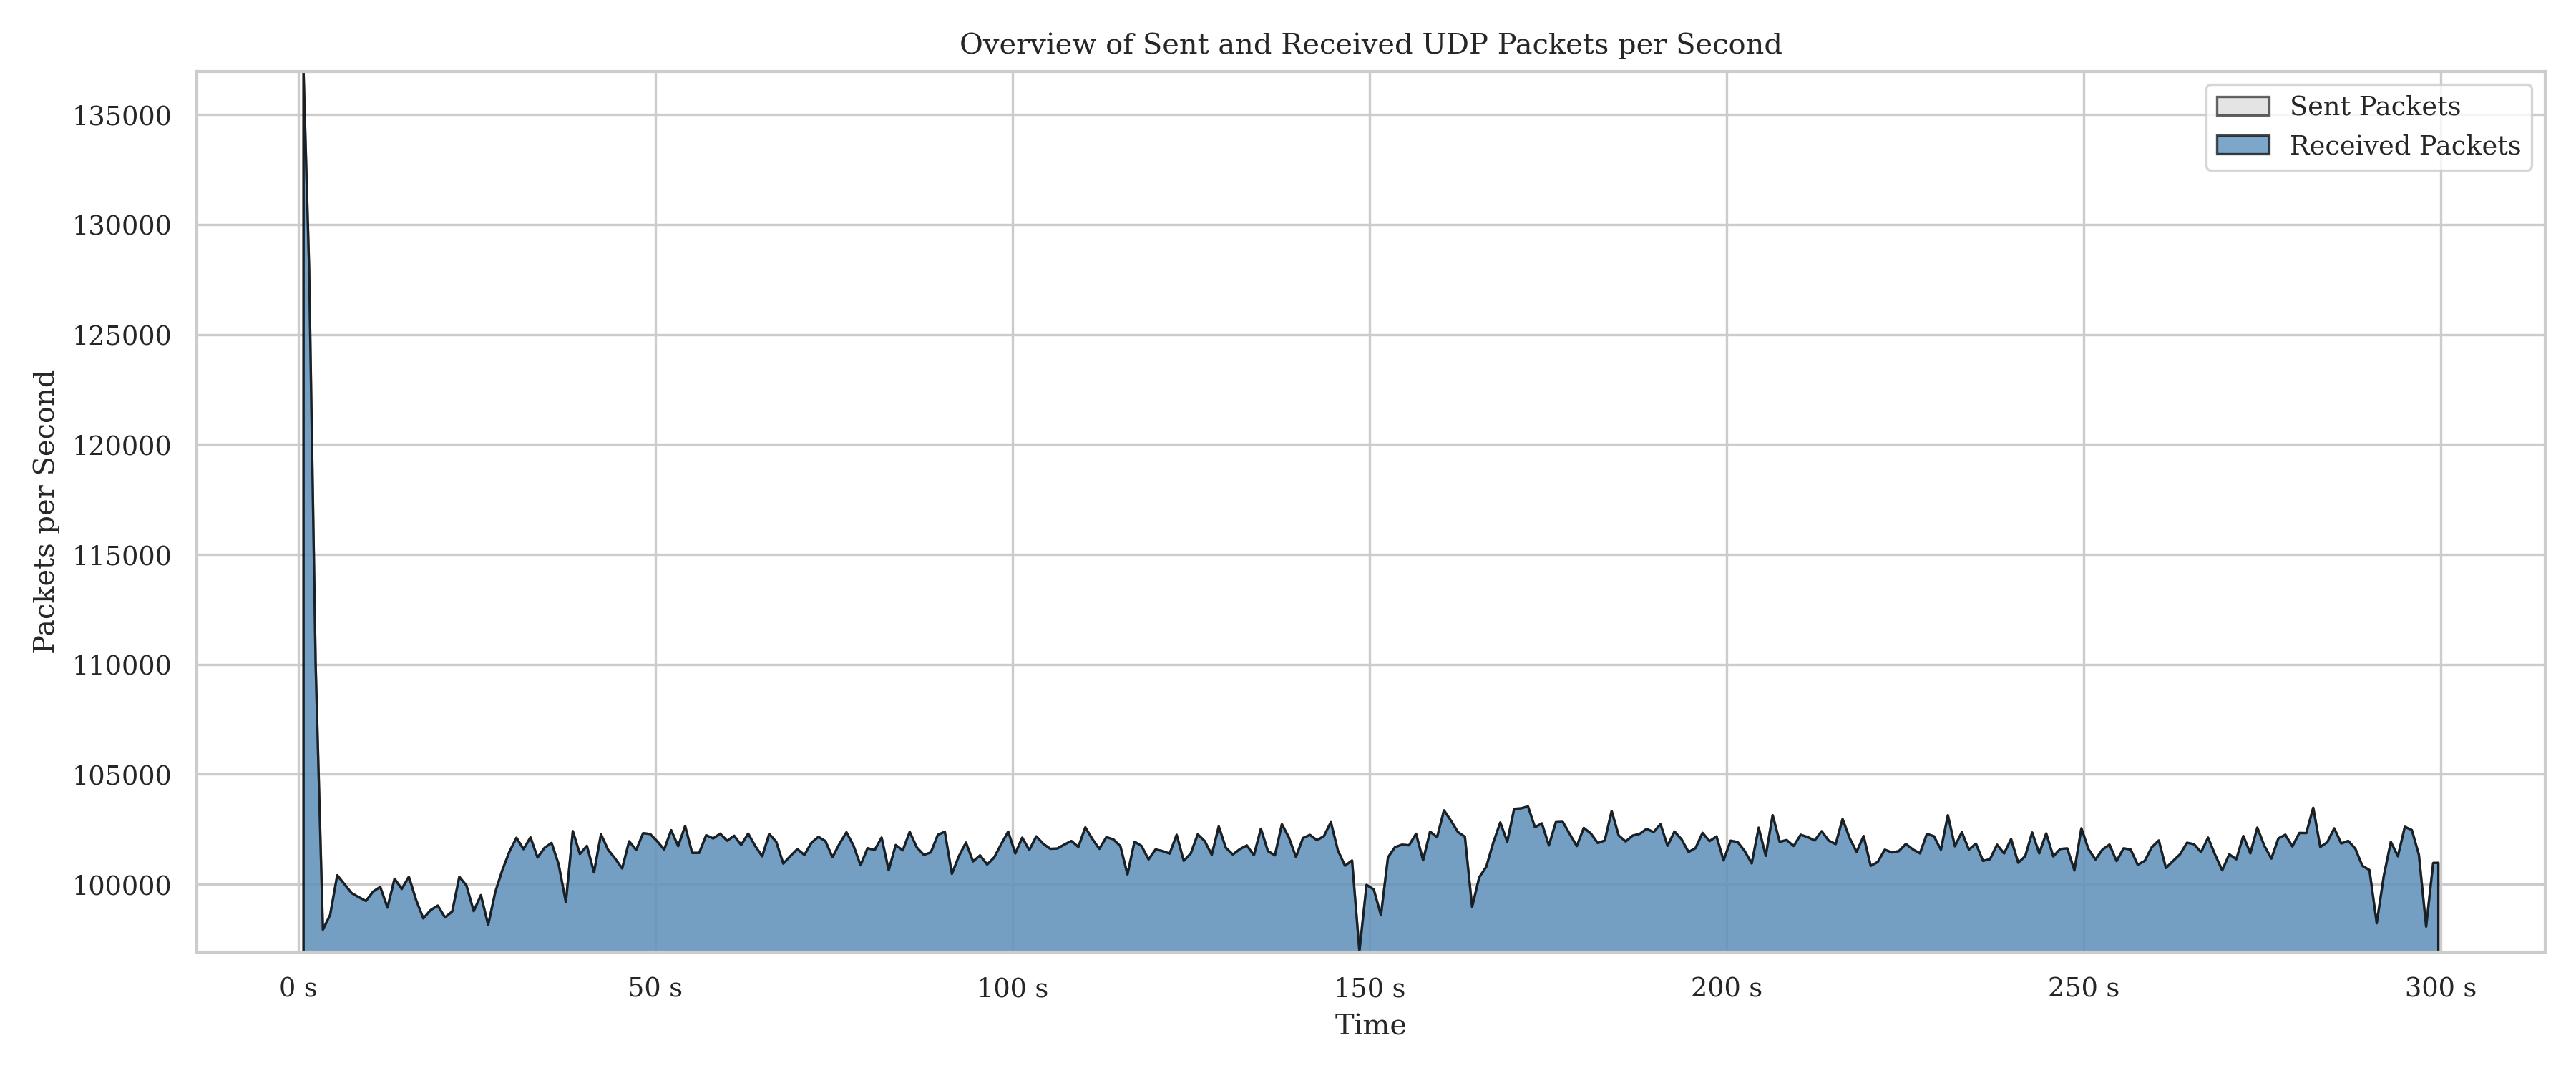 Overview of Sent and Received UDP Packets per Second
Sent Packets
Received Packets
Packets per Second
135000
130000
125000
120000
115000
110000
105000
100000
0 s
50 s
100 s
150 s
200 s
250 s
300 s
Time